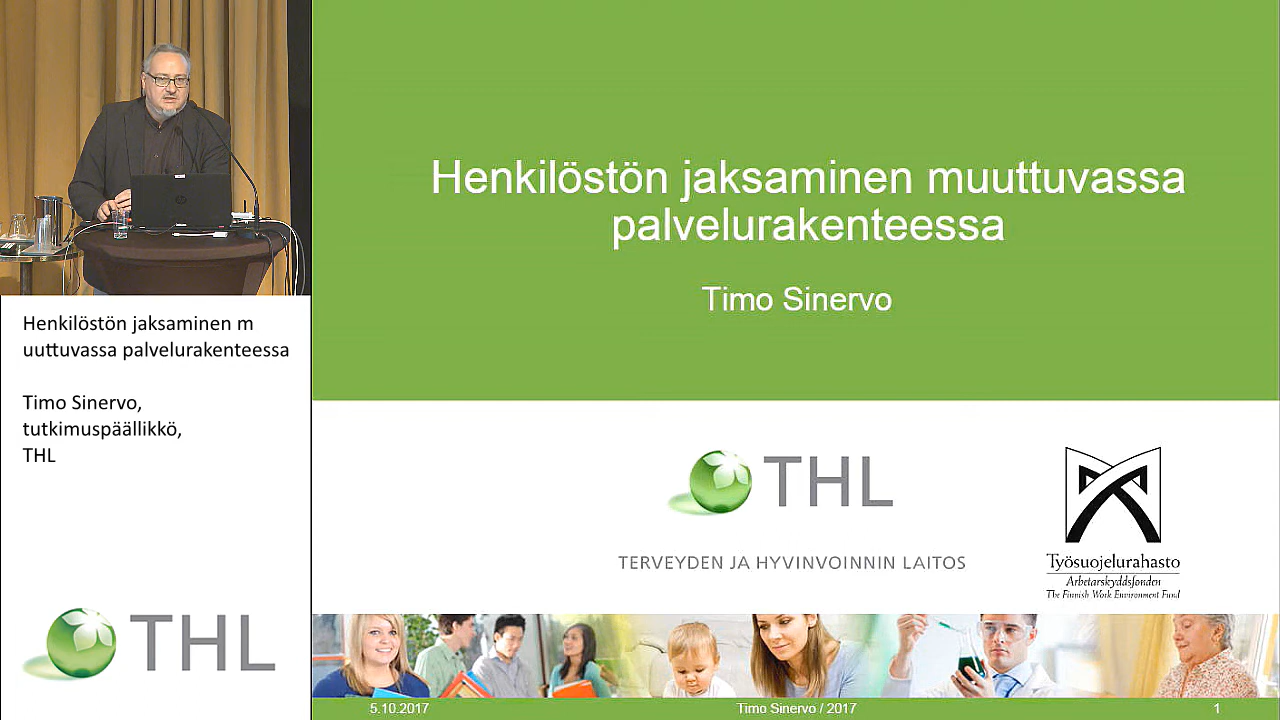 Henkilöstön jaksaminen muuttuvassa
palvelurakenteessa
Timo Sinervo
Henkilöstön jaksaminen m
uuttuvassa palvelurakenteessa
Timo Sinervo,
tutkimuspäällikkö,
THL
THL
THL
TERVEYDEN JA HYVINVOINNIN LAITOS
Työsuojelurahasto
Arbetarskyddsfonden
The Finnish Work Environment Fund
5.10.2017
Timo Sinervo / 2017
1